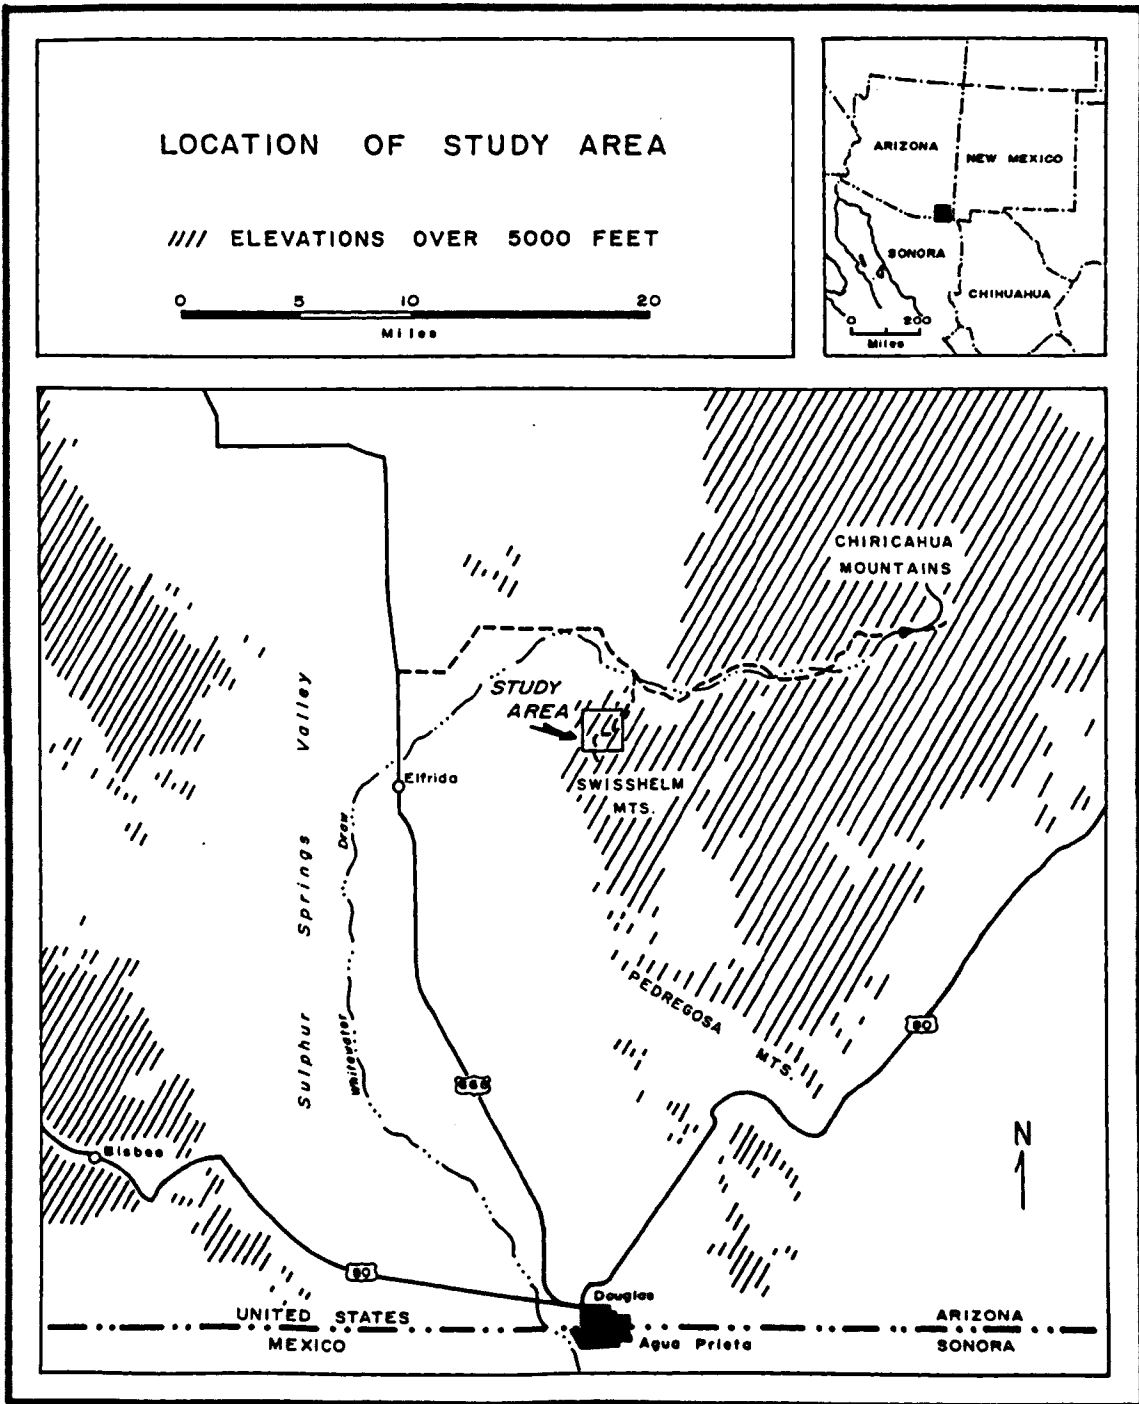 LOCATION OF STUDY AREA
//// ELEVATIONS OVER 5000 FEET
0 5 10 20
Miles
ARIZONA
NEW MEXICO
SONORA
CHIHUAHUA
0 200
Miles
CHIRICAHUA
MOUNTAINS
STUDY
AREA
SWISSHELM
MTS.
Elfrida
Sulphur Springs Valley
Whitewater Draw
PEDREGOSA MTS.
80
666
N
Bisbee
80
Douglas
UNITED STATES
MEXICO
Agua Prieta
ARIZONA
SONORA